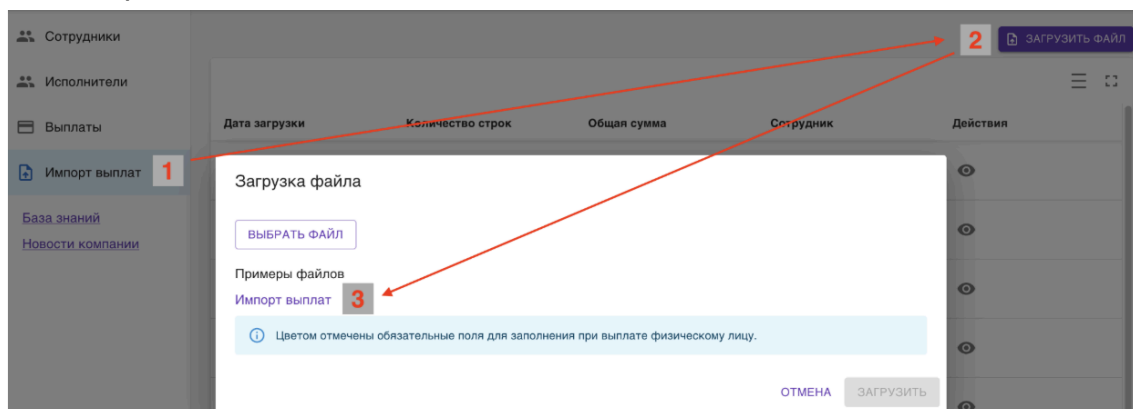 Сотрудники
2
ЗАГРУЗИТЬ ФАЙЛ
Исполнители
Выплаты
Дата загрузки Количество строк Общая сумма Сотрудник Действия
Импорт выплат 1
База знаний
Новости компании
Загрузка файла
ВЫБРАТЬ ФАЙЛ
Примеры файлов
Импорт выплат 3
Цветом отмечены обязательные поля для заполнения при выплате физическому лицу.
ОТМЕНА ЗАГРУЗИТЬ